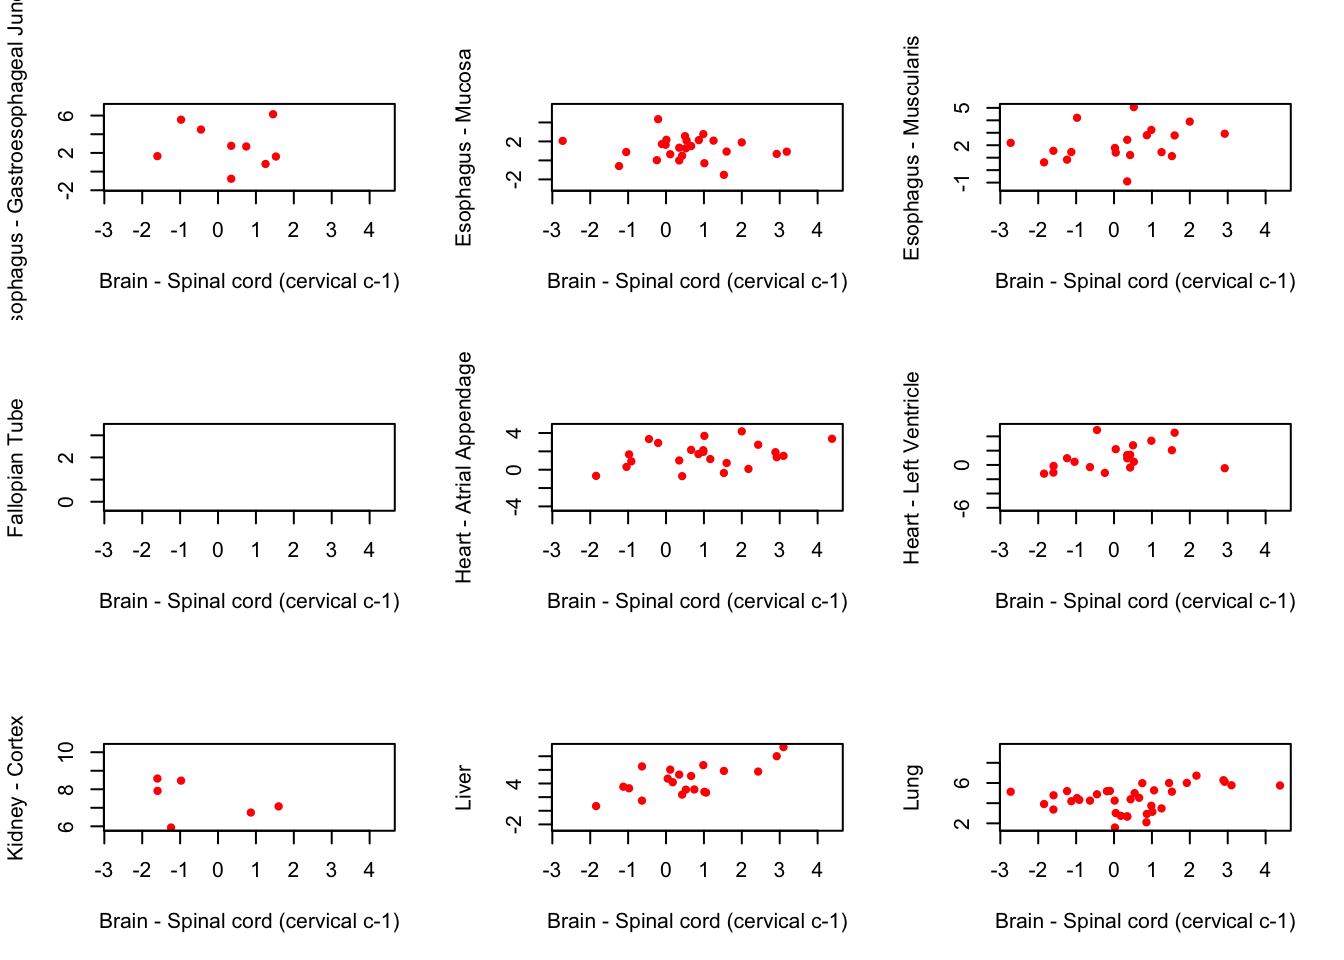 sophagus - Gastroesophageal Junc
6
2
-2
-3 -2 -1 0 1 2 3 4
Brain - Spinal cord (cervical c-1)
Esophagus - Mucosa
2
-2
-3 -2 -1 0 1 2 3 4
Brain - Spinal cord (cervical c-1)
Esophagus - Muscularis
5
2
-1
-3 -2 -1 0 1 2 3 4
Brain - Spinal cord (cervical c-1)
Fallopian Tube
2
0
-3 -2 -1 0 1 2 3 4
Brain - Spinal cord (cervical c-1)
Heart - Atrial Appendage
4
0
-4
-3 -2 -1 0 1 2 3 4
Brain - Spinal cord (cervical c-1)
Heart - Left Ventricle
0
-6
-3 -2 -1 0 1 2 3 4
Brain - Spinal cord (cervical c-1)
Kidney - Cortex
10
8
6
-3 -2 -1 0 1 2 3 4
Brain - Spinal cord (cervical c-1)
Liver
4
-2
-3 -2 -1 0 1 2 3 4
Brain - Spinal cord (cervical c-1)
Lung
6
2
-3 -2 -1 0 1 2 3 4
Brain - Spinal cord (cervical c-1)